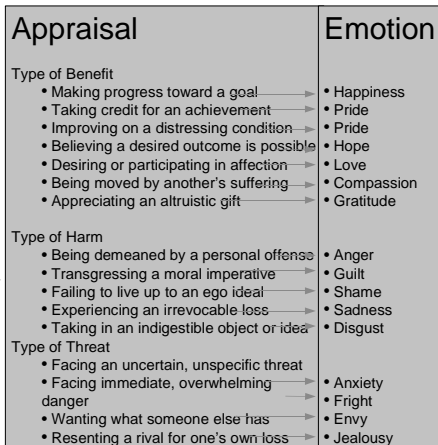 Appraisal
Emotion
Type of Benefit
• Making progress toward a goal
• Happiness
• Taking credit for an achievement
• Pride
• Improving on a distressing condition
• Pride
• Believing a desired outcome is possible
• Hope
• Desiring or participating in affection
• Love
• Being moved by another's suffering
• Compassion
• Appreciating an altruistic gift
• Gratitude
Type of Harm
• Being demeaned by a personal offense
• Anger
• Transgressing a moral imperative
• Guilt
• Failing to live up to an ego ideal
• Shame
• Experiencing an irrevocable loss
• Sadness
• Taking in an indigestible object or idea
• Disgust
Type of Threat
• Facing an uncertain, unspecific threat
• Facing immediate, overwhelming
• Anxiety
danger
• Fright
• Wanting what someone else has
• Envy
• Resenting a rival for one's own loss
• Jealousy